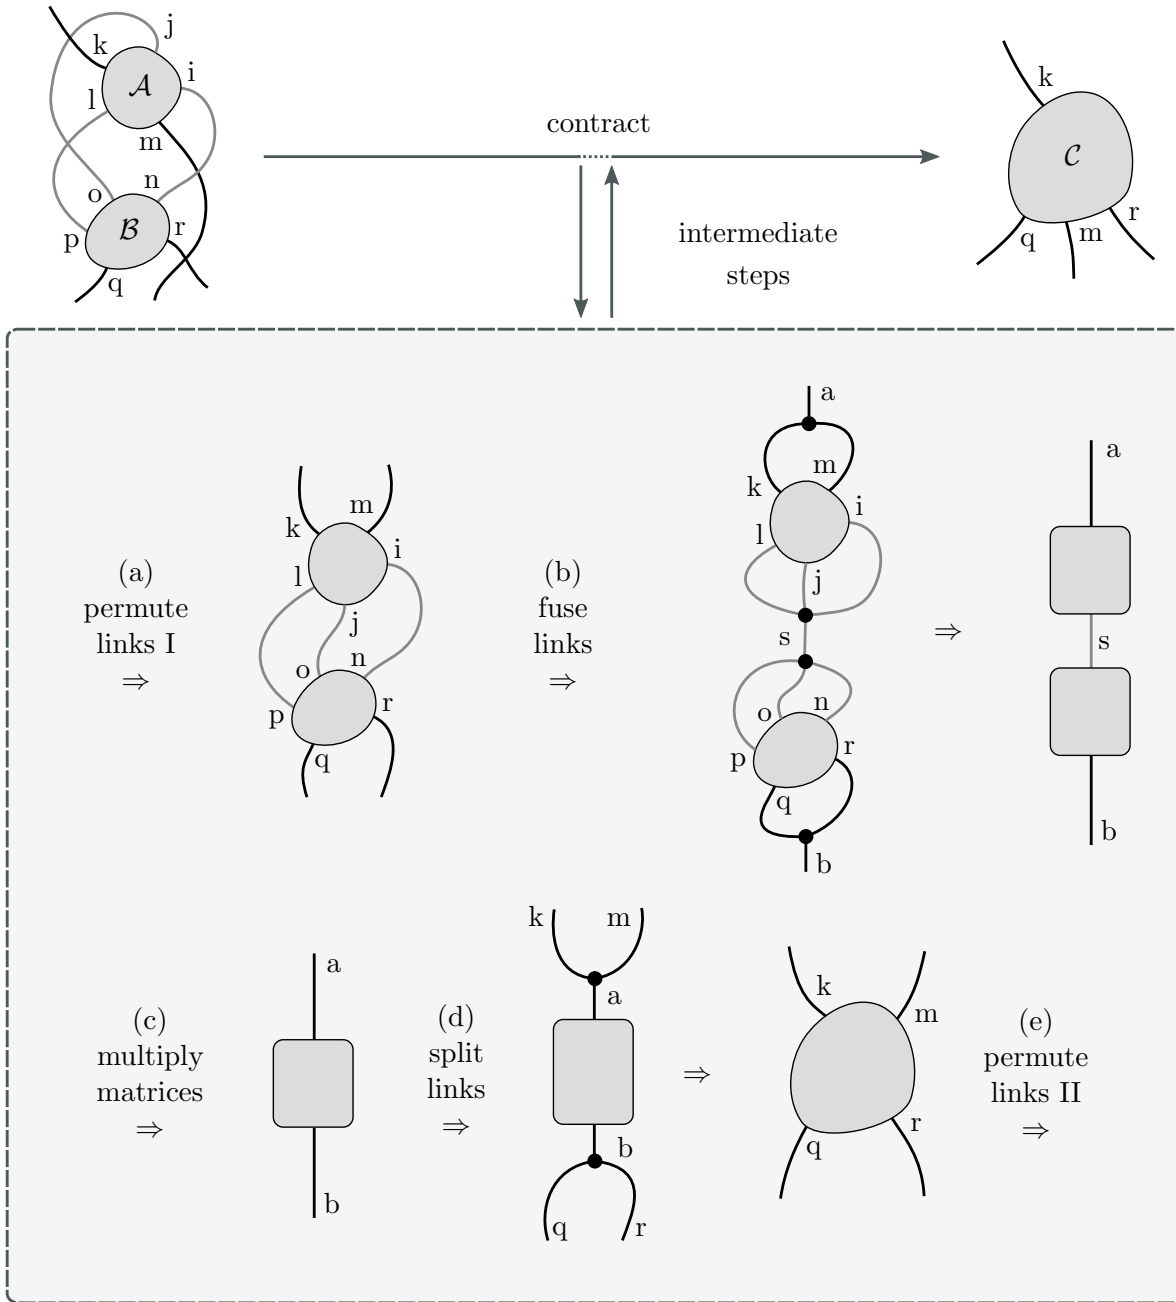 j
k
i
𝒜
l
m
n
o
ℬ
r
p
q
contract
intermediate
steps
k
𝒞
r
q
m
(a)
permute
links I
⇒
m
k
i
l
j
n
o
r
p
q
(b)
fuse
links
⇒
a
m
k
i
l
j
s
n
o
r
p
q
b
⇒
a
s
b
(c)
multiply
matrices
⇒
a
b
(d)
split
links
⇒
k m
a
b
q r
⇒
k
m
r
q
(e)
permute
links II
⇒